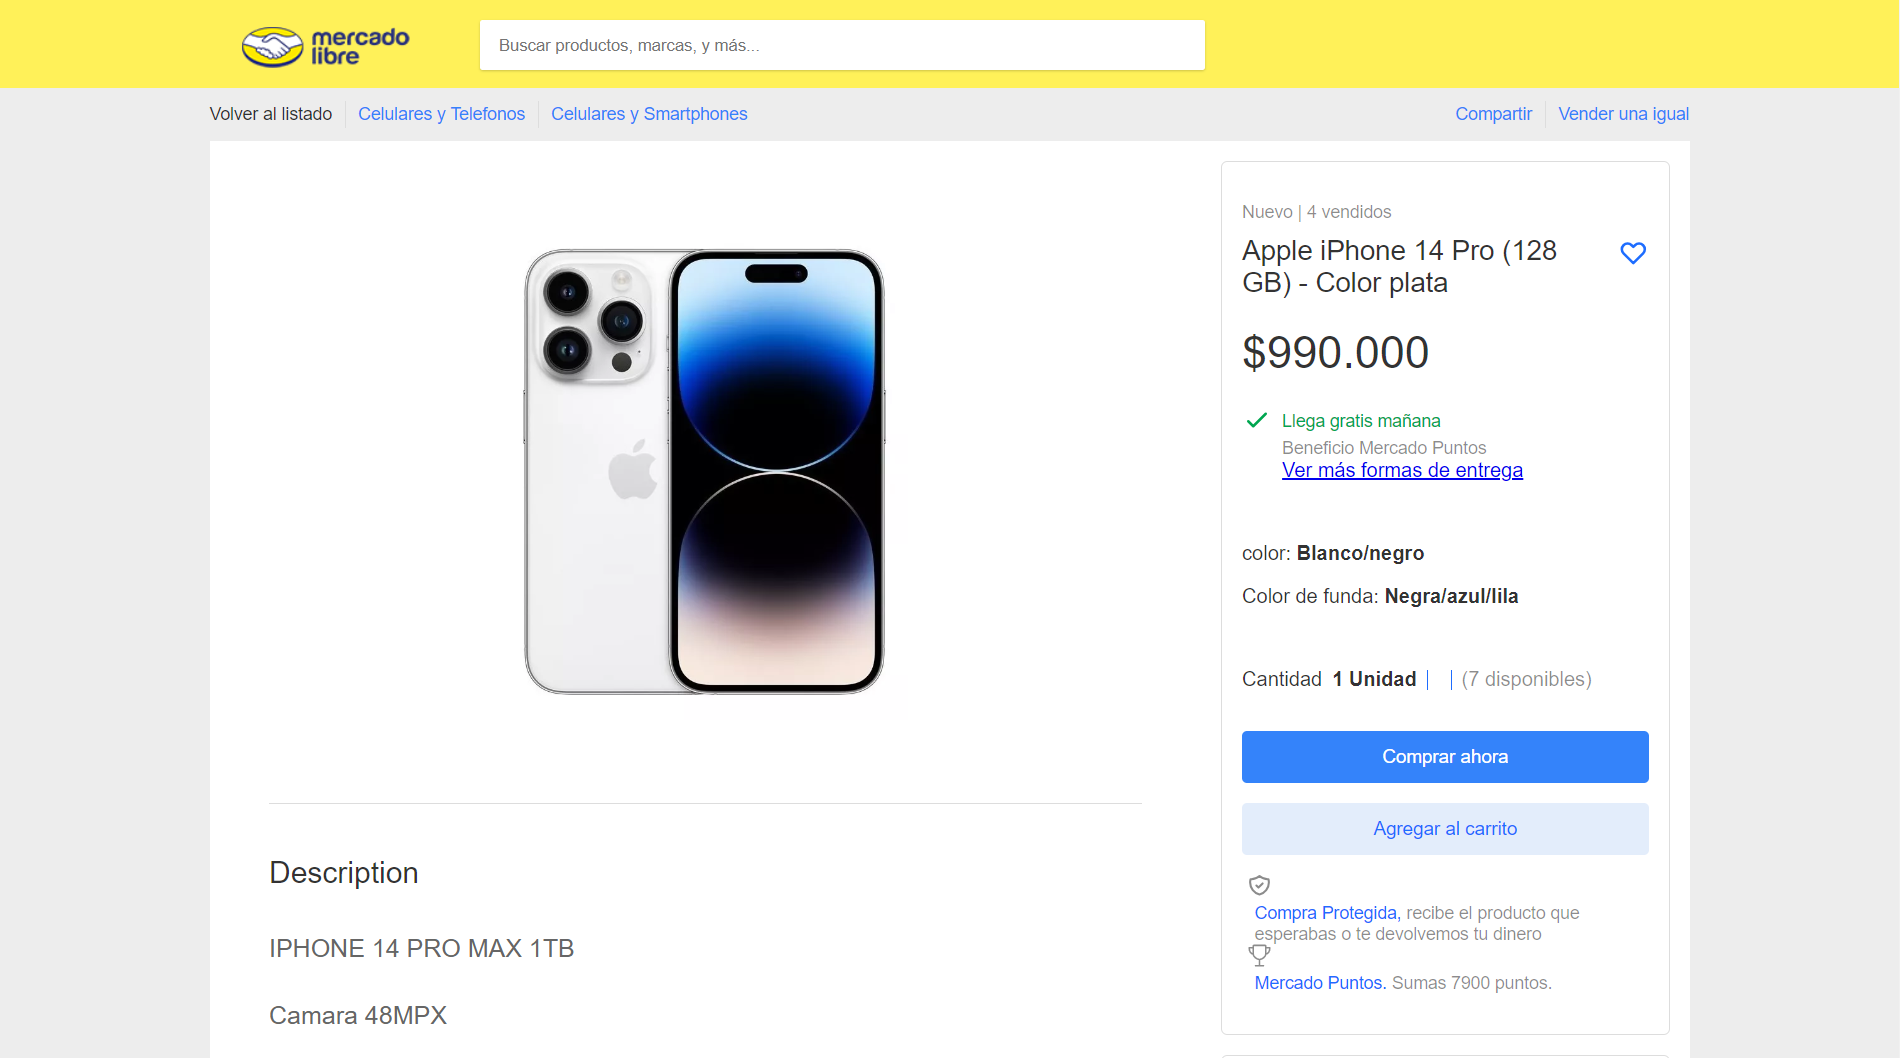 mercado
libre
Buscar productos, marcas, y más...
Volver al listado
Celulares y Telefonos
Celulares y Smartphones
Compartir
Vender una igual
Nuevo | 4 vendidos
Apple iPhone 14 Pro (128
GB) - Color plata
$990.000
Llega gratis mañana
Beneficio Mercado Puntos
Ver más formas de entrega
color: Blanco/negro
Color de funda: Negra/azul/lila
Cantidad 1 Unidad | | (7 disponibles)
Comprar ahora
Agregar al carrito
Compra Protegida, recibe el producto que
esperabas o te devolvemos tu dinero
Mercado Puntos. Sumas 7900 puntos.
Description
IPHONE 14 PRO MAX 1TB
Camara 48MPX